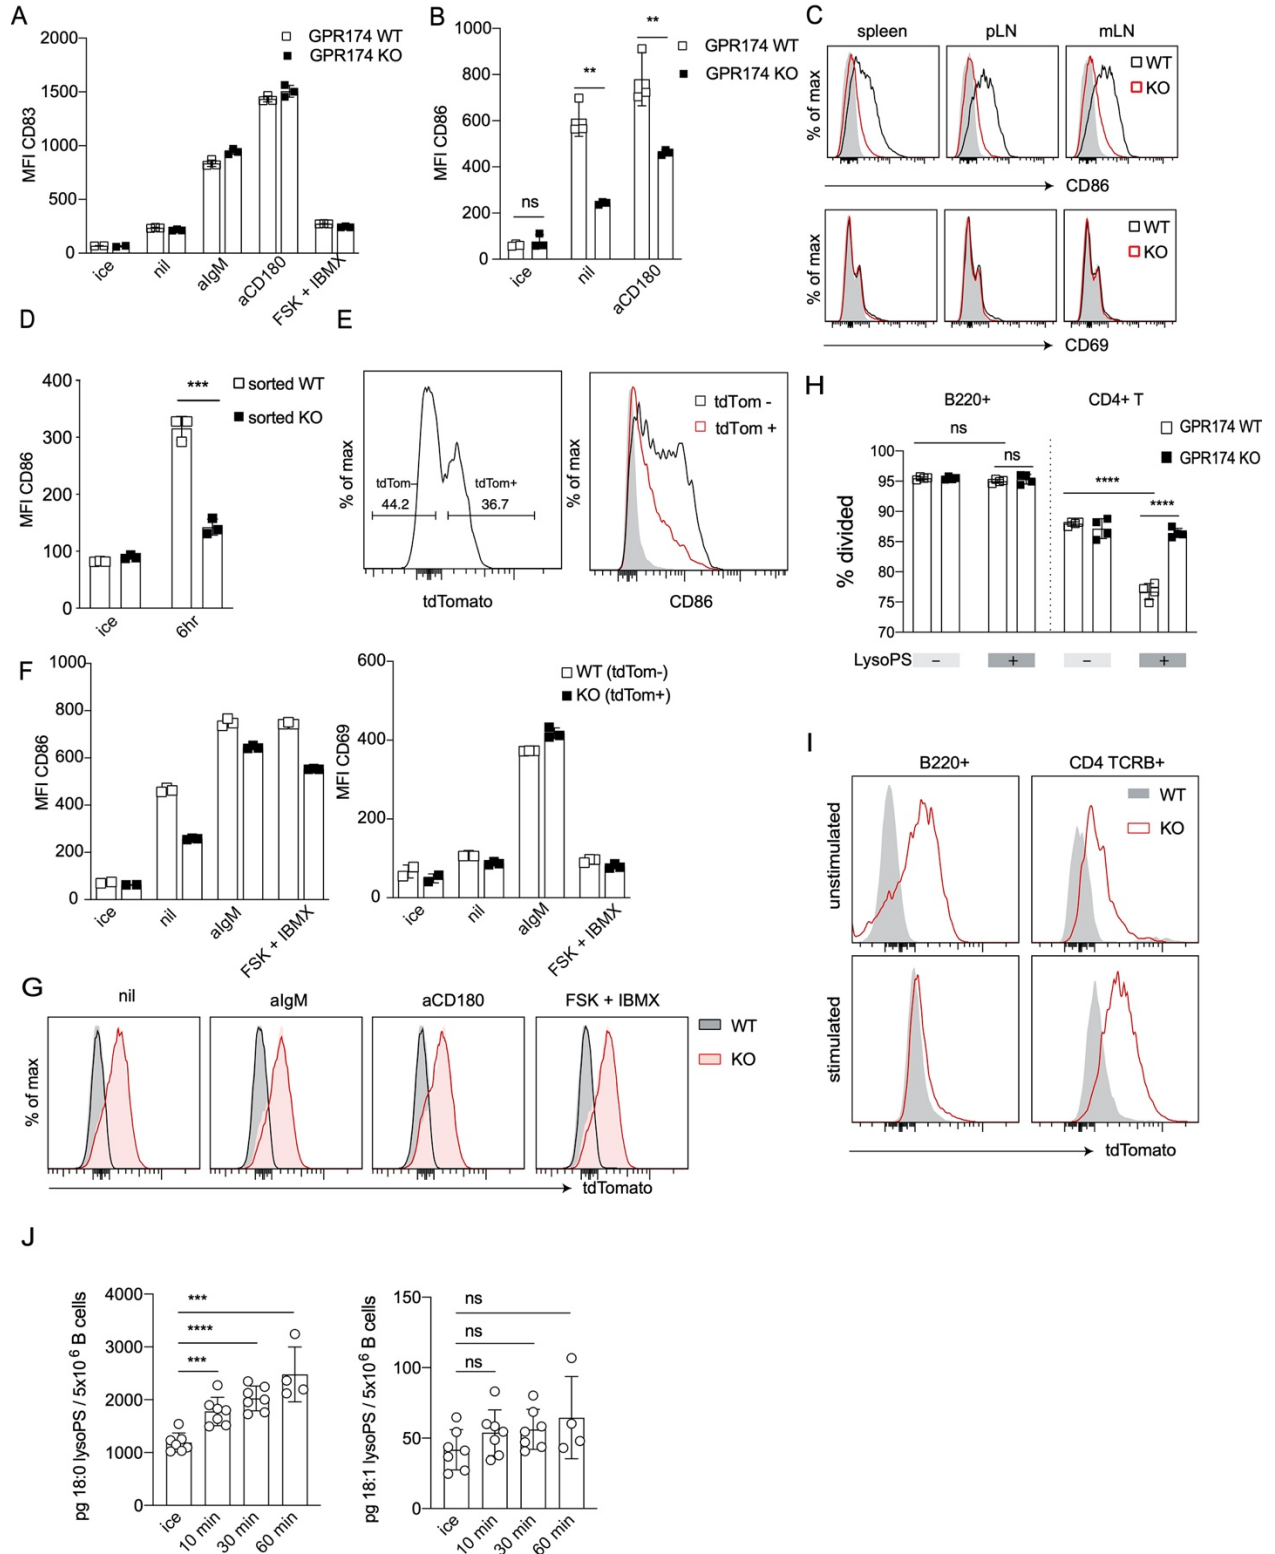 A
MFI CD83
2000
1500
1000
500
0
ice
nil
aIgM
aCD180
FSK + IBMX
GPR174 WT
GPR174 KO
B
MFI CD86
1000
800
600
400
200
0
ns
**
**
ice
nil
aCD180
GPR174 WT
GPR174 KO
C
spleen
pLN
mLN
% of max
WT
KO
CD86
% of max
WT
KO
CD69
D
MFI CD86
400
300
200
100
0
***
ice
6hr
sorted WT
sorted KO
E
% of max
tdTom-
44.2
tdTom+
36.7
tdTomato
% of max
tdTom -
tdTom +
CD86
F
MFI CD86
1000
800
600
400
200
0
ice
nil
aIgM
FSK + IBMX
MFI CD69
600
400
200
0
ice
nil
aIgM
FSK + IBMX
WT (tdTom-)
KO (tdTom+)
G
nil
aIgM
aCD180
FSK + IBMX
% of max
WT
KO
tdTomato
H
B220+
CD4+ T
GPR174 WT
GPR174 KO
% divided
100
95
90
85
80
75
70
ns
ns
****
****
LysoPS
–
+
–
+
I
B220+
CD4 TCRB+
unstimulated
WT
KO
stimulated
tdTomato
J
pg 18:0 lysoPS / 5x10⁶ B cells
4000
3000
2000
1000
0
***
****
***
ice
10 min
30 min
60 min
pg 18:1 lysoPS / 5x10⁶ B cells
150
100
50
0
ns
ns
ns
ice
10 min
30 min
60 min